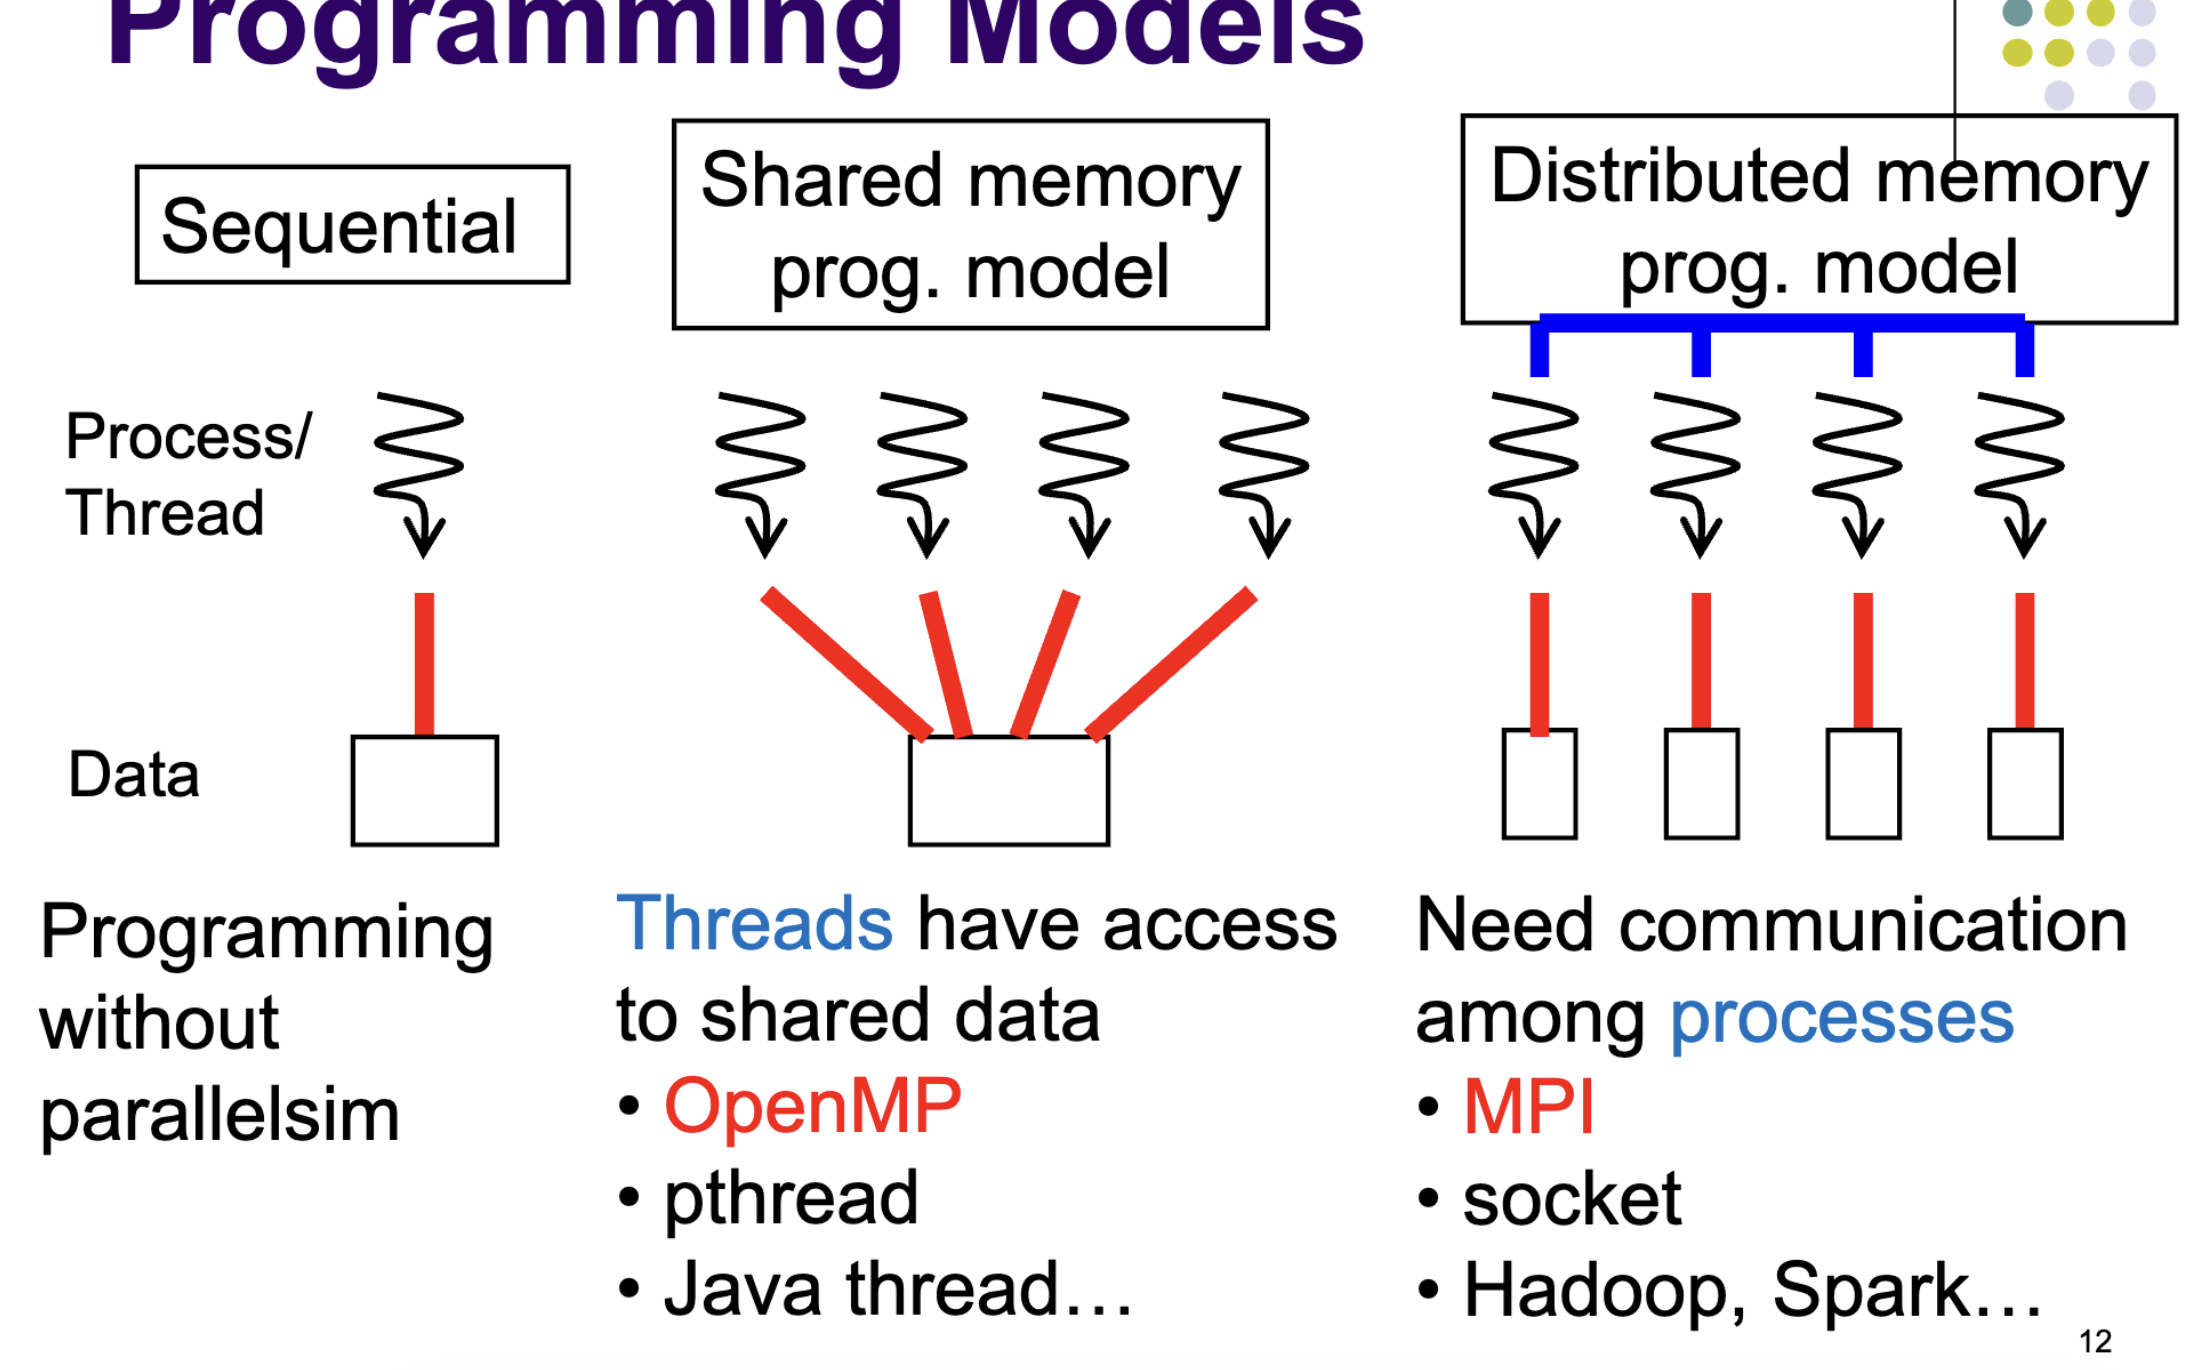 Programming Models
Sequential
Shared memory
prog. model
Distributed memory
prog. model
Process/
Thread
Data
Programming
without
parallelsim
Threads have access
to shared data
• OpenMP
• pthread
• Java thread…
Need communication
among processes
• MPI
• socket
• Hadoop, Spark…
12